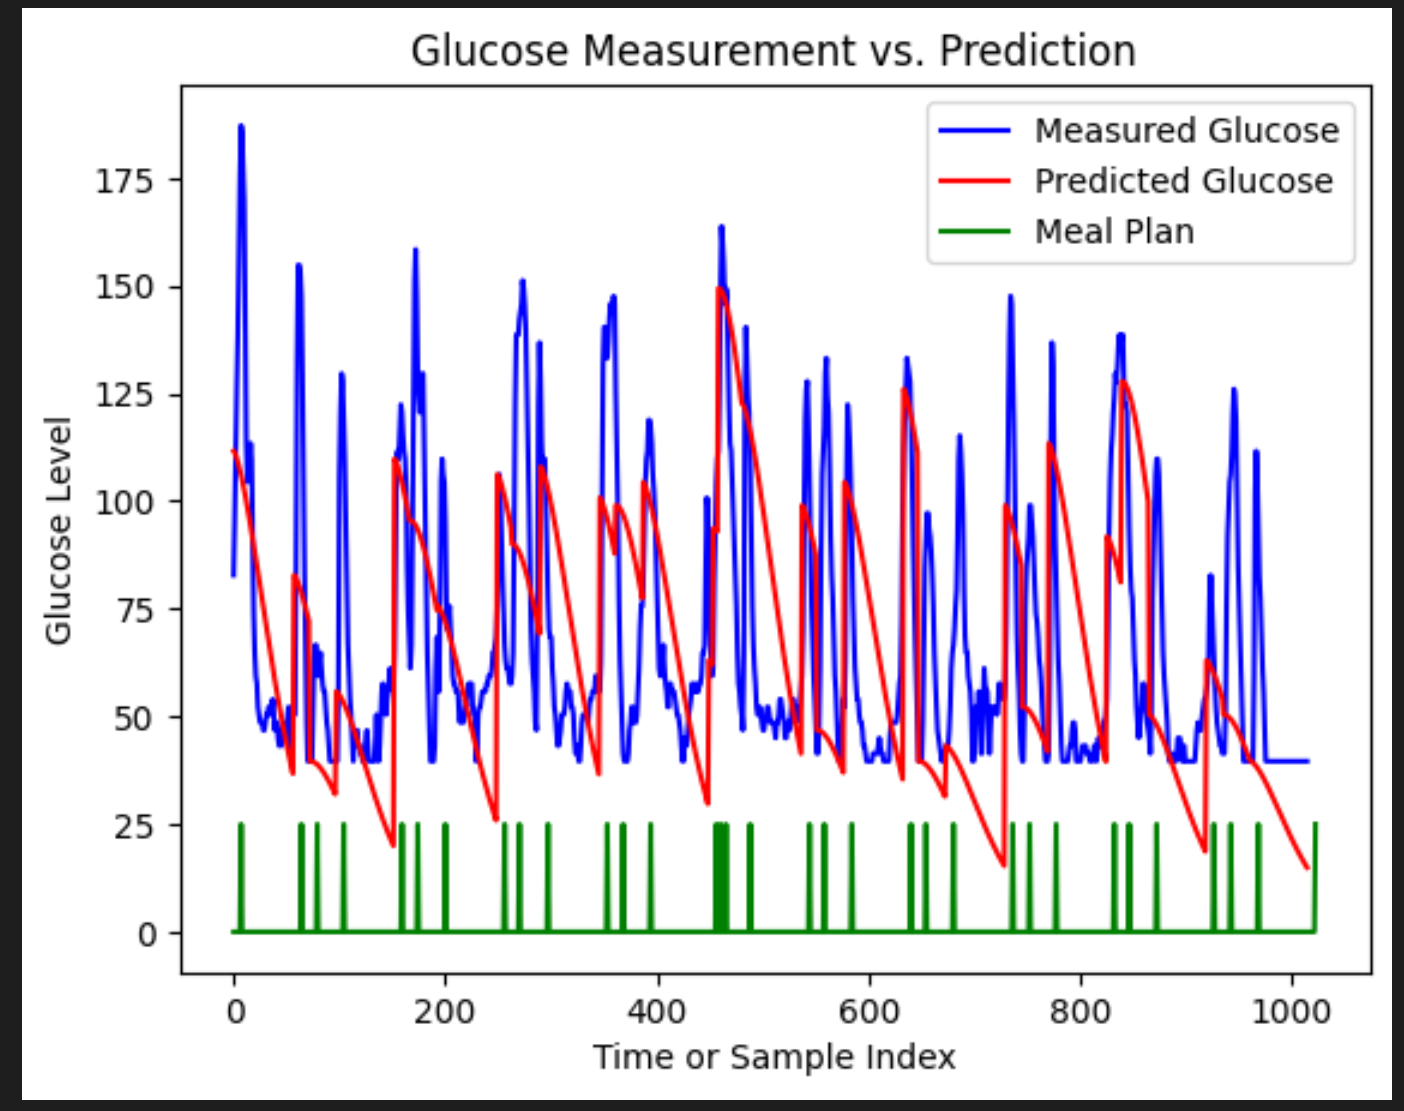 Glucose Measurement vs. Prediction
Measured Glucose
Predicted Glucose
Meal Plan
175
150
125
100
75
50
25
0
Glucose Level
0 200 400 600 800 1000
Time or Sample Index